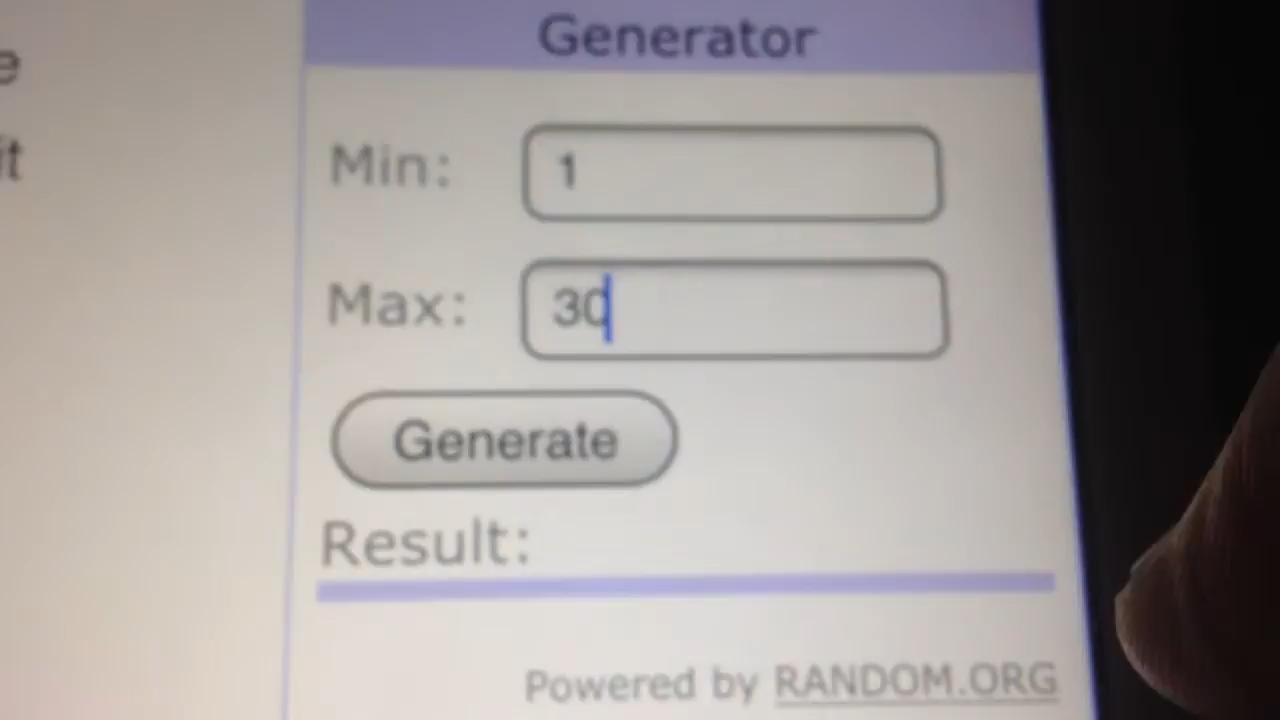 Generator
Min: 1
Max: 30
Generate
Result:
Powered by RANDOM.ORG